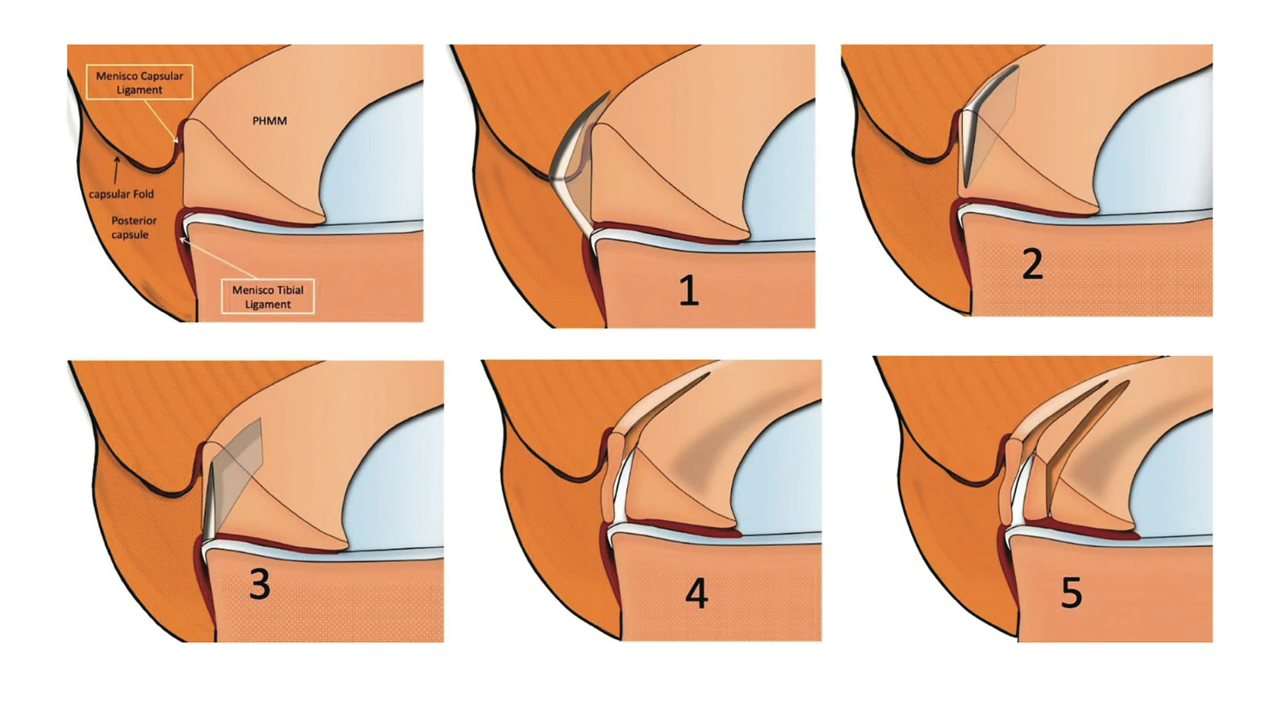 Menisco Capsular
Ligament
PHMM
capsular Fold
Posterior
capsule
Menisco Tibial
Ligament
1
2
3
4
5